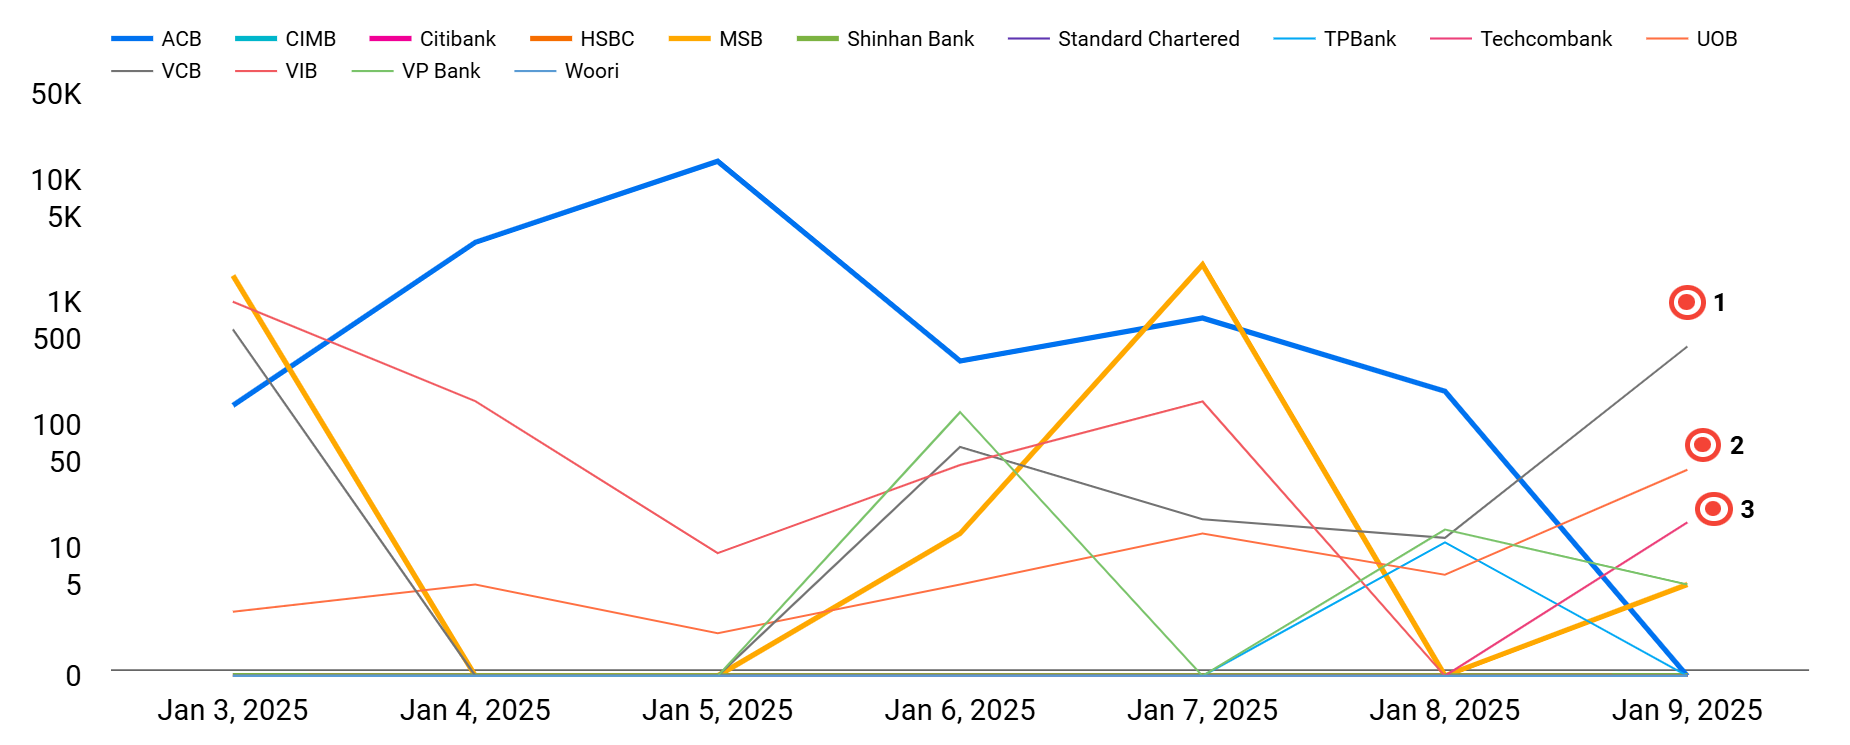 ACB CIMB Citibank HSBC MSB Shinhan Bank Standard Chartered TPBank Techcombank UOB
VCB VIB VP Bank Woori
50K
10K
5K
1K
500
100
50
10
5
0
1
2
3
Jan 3, 2025 Jan 4, 2025 Jan 5, 2025 Jan 6, 2025 Jan 7, 2025 Jan 8, 2025 Jan 9, 2025